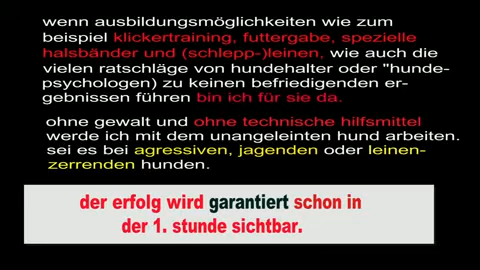 wenn ausbildungsmöglichkeiten wie zum
beispiel klickertraining, futtergabe, spezielle
halsbänder und (schlepp-)leinen, wie auch die
vielen ratschläge von hundehalter oder "hunde-
psychologen) zu keinen befriedigenden er-
gebnissen führen bin ich für sie da.
ohne gewalt und ohne technische hilfsmittel
werde ich mit dem unangeleinten hund arbeiten.
sei es bei agressiven, jagenden oder leinen-
zerrenden hunden.
der erfolg wird garantiert schon in
der 1. stunde sichtbar.